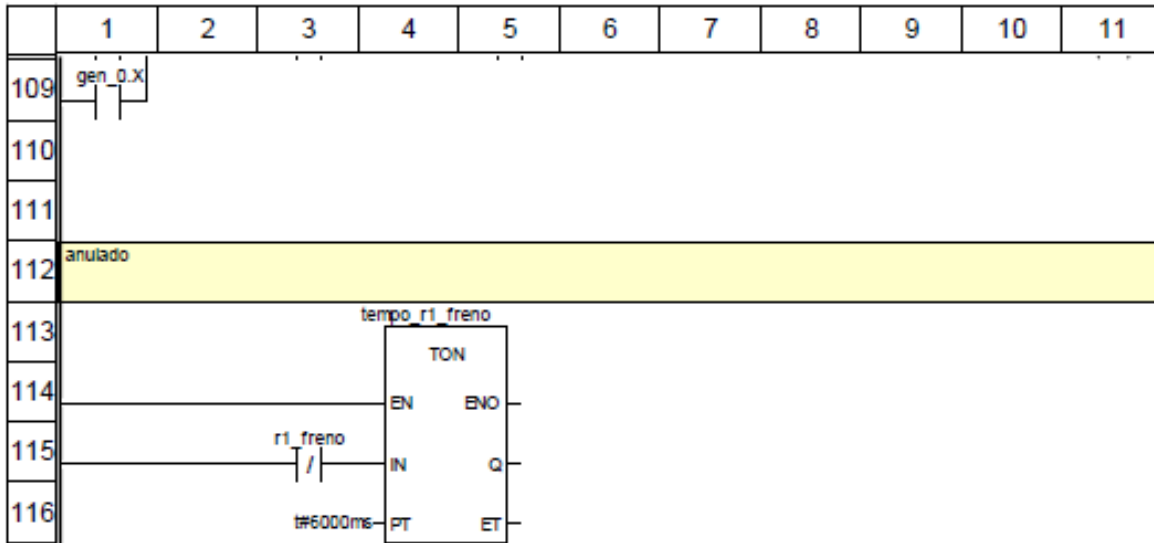 1 2 3 4 5 6 7 8 9 10 11
109 gen_0.X
110
111
112 anulado
113 tempo_r1_freno
TON
114 EN ENO
r1_freno
115 / IN Q
116 t#6000ms PT ET